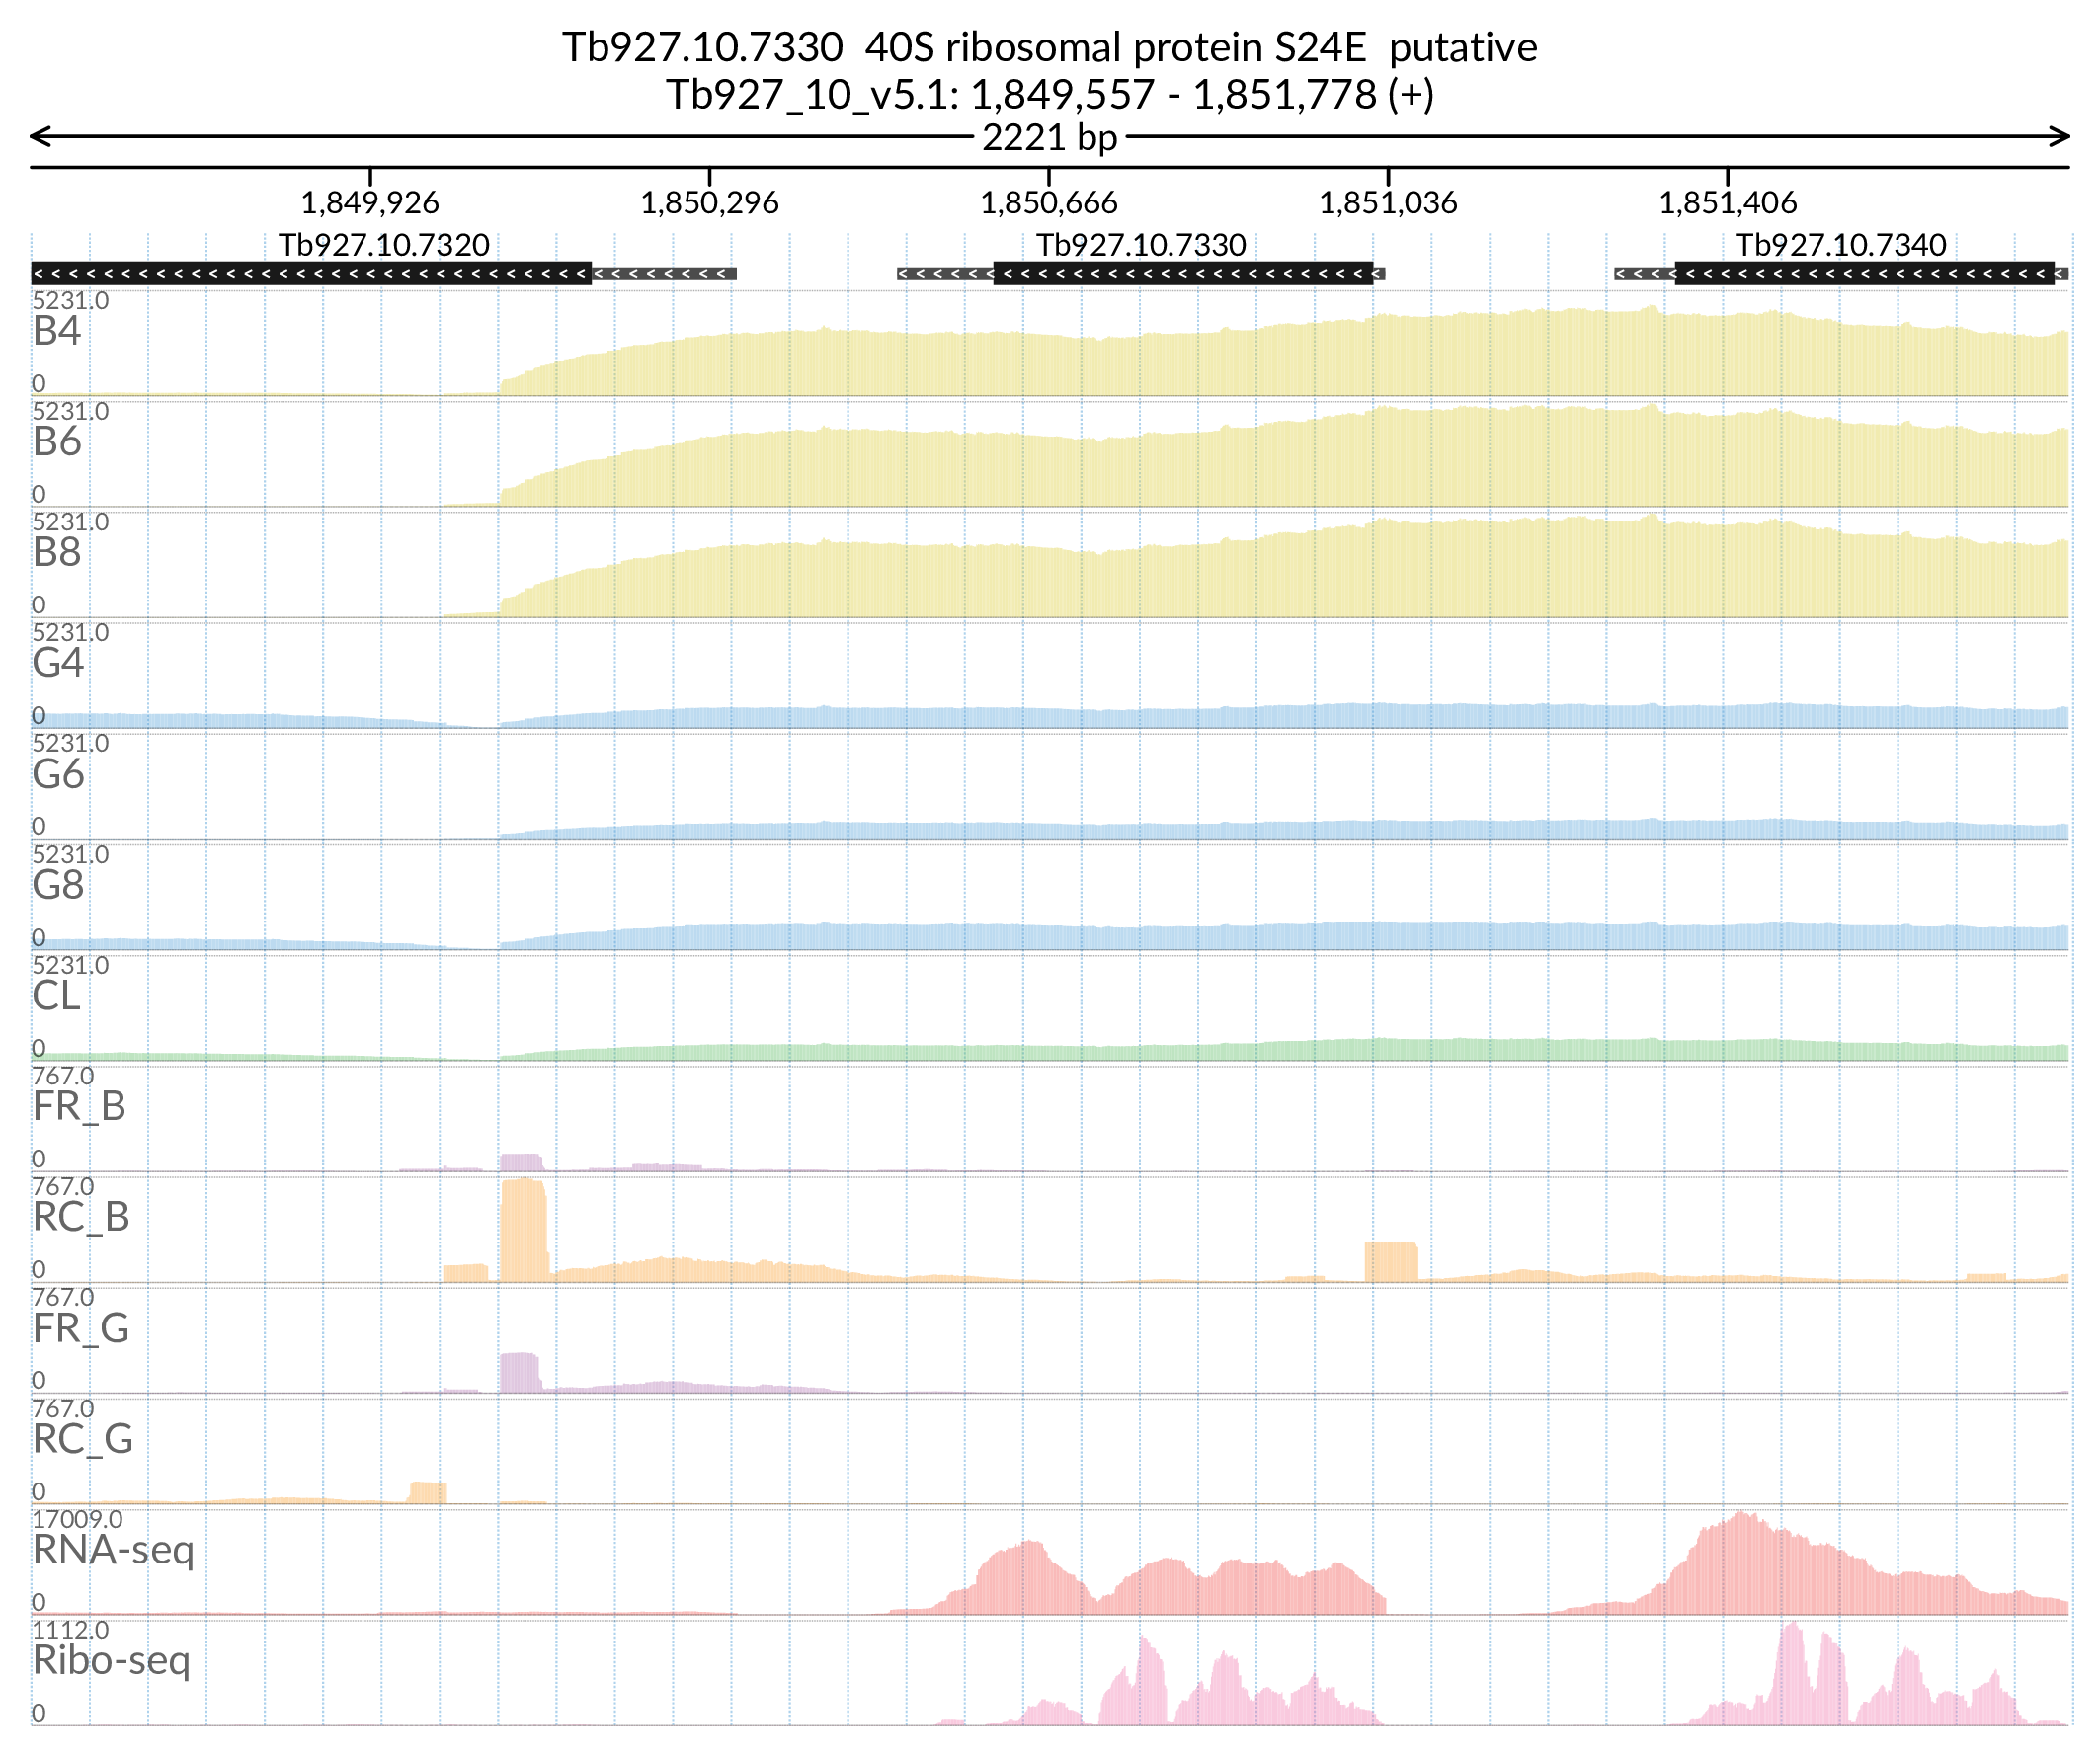 Tb927.10.7330  40S ribosomal protein S24E  putative
Tb927_10_v5.1: 1,849,557 - 1,851,778 (+)
2221 bp
1,849,926 1,850,296 1,850,666 1,851,036 1,851,406
Tb927.10.7320 Tb927.10.7330 Tb927.10.7340
5231.0
B4
0
5231.0
B6
0
5231.0
B8
0
5231.0
G4
0
5231.0
G6
0
5231.0
G8
0
5231.0
CL
0
767.0
FR_B
0
767.0
RC_B
0
767.0
FR_G
0
767.0
RC_G
0
17009.0
RNA-seq
0
1112.0
Ribo-seq
0